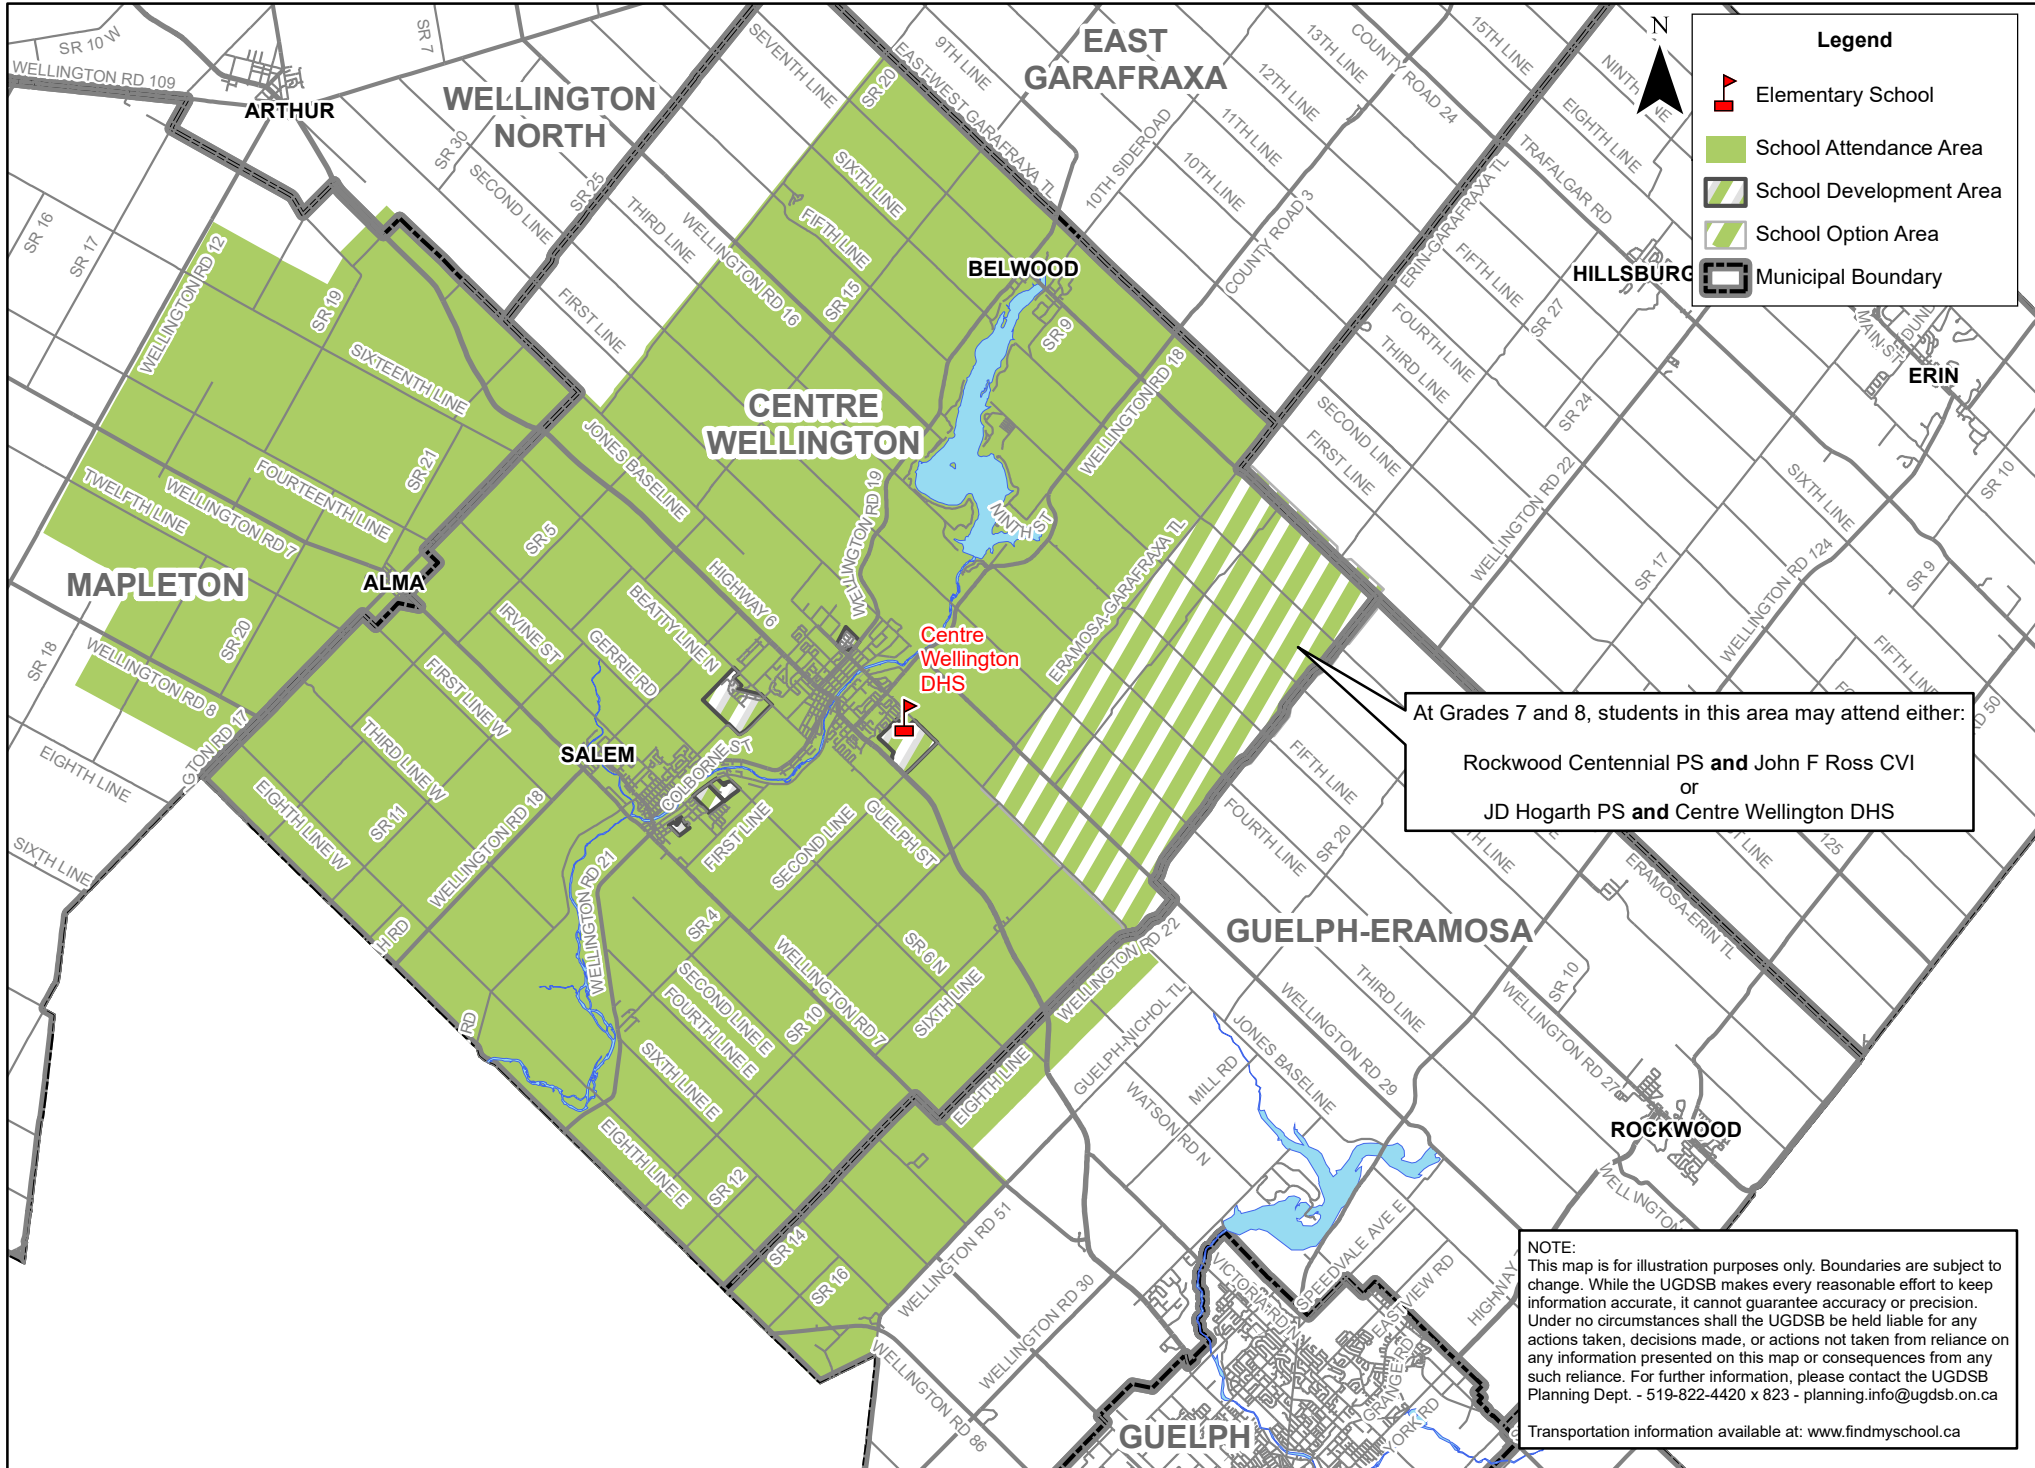 SR 10 W
SR 7
WELLINGTON RD 109
ARTHUR
WELLINGTON
NORTH
SR 30
SECOND LINE
SR 25
THIRD LINE
FIRST LINE
SEVENTH LINE
SR 20
EAST-WEST GARAFRAXA TL
9TH LINE
EAST
GARAFRAXA
10TH SIDEROAD
12TH LINE
11TH LINE
10TH LINE
13TH LINE
COUNTY ROAD 24
15TH LINE
NINTH LINE
EIGHTH LINE
TRAFALGAR RD
COUNTY ROAD 3
ERIN-GARAFRAXA TL
N
Legend
Elementary School
School Attendance Area
School Development Area
School Option Area
Municipal Boundary
SIXTH LINE
FIFTH LINE
SR 15
WELLINGTON RD 16
BELWOOD
SR 9
WELLINGTON RD 18
HILLSBURG
FIFTH LINE
SR 27
FOURTH LINE
THIRD LINE
SR 24
SECOND LINE
FIRST LINE
MAIN ST
ERIN
SR 16
SR 17
WELLINGTON RD 12
SR 19
SIXTEENTH LINE
SR 21
FOURTEENTH LINE
WELLINGTON RD 7
TWELFTH LINE
CENTRE
WELLINGTON
JONES BASELINE
WELLINGTON RD 19
NINTH ST
ERAMOSA-GARAFRAXA TL
WELLINGTON RD 22
SIXTH LINE
SR 10
WELLINGTON RD 124
SR 17
SR 9
MAPLETON
ALMA
SR 5
HIGHWAY 6
BEATTY LINE N
IRVINE ST
GERRIE RD
FIRST LINE W
SR 18
SR 20
WELLINGTON RD 8
EIGHTH LINE
SIXTH LINE
Centre
Wellington
DHS
SALEM
COLBORNE ST
THIRD LINE W
EIGHTH LINE W
SR 11
WELLINGTON RD 18
WELLINGTON RD 21
FIRST LINE
SECOND LINE
GUELPH ST
FIFTH LINE
At Grades 7 and 8, students in this area may attend either:
Rockwood Centennial PS and John F Ross CVI
or
JD Hogarth PS and Centre Wellington DHS
FIFTH LINE
FOURTH LINE
SR 20
ERAMOSA-ERIN TL
GUELPH-ERAMOSA
SR 4
SR 6 N
SIXTH LINE
WELLINGTON RD 7
SECOND LINE E
FOURTH LINE E
SR 10
SIXTH LINE E
EIGHTH LINE E
SR 12
SR 14
SR 16
WELLINGTON RD 22
EIGHTH LINE
GUELPH-NICHOL TL
MILL RD
WATSON RD N
JONES BASELINE
WELLINGTON RD 29
THIRD LINE
SR 10
WELLINGTON RD 27
ROCKWOOD
WELLINGTON RD 51
WELLINGTON RD 30
WELLINGTON RD 86
VICTORIA RD N
SPEEDVALE AVE E
EASTVIEW RD
GRANGE RD
YORK RD
HIGHWAY
GUELPH
NOTE:
This map is for illustration purposes only. Boundaries are subject to
change. While the UGDSB makes every reasonable effort to keep
information accurate, it cannot guarantee accuracy or precision.
Under no circumstances shall the UGDSB be held liable for any
actions taken, decisions made, or actions not taken from reliance on
any information presented on this map or consequences from any
such reliance. For further information, please contact the UGDSB
Planning Dept. - 519-822-4420 x 823 - planning.info@ugdsb.on.ca
Transportation information available at: www.findmyschool.ca